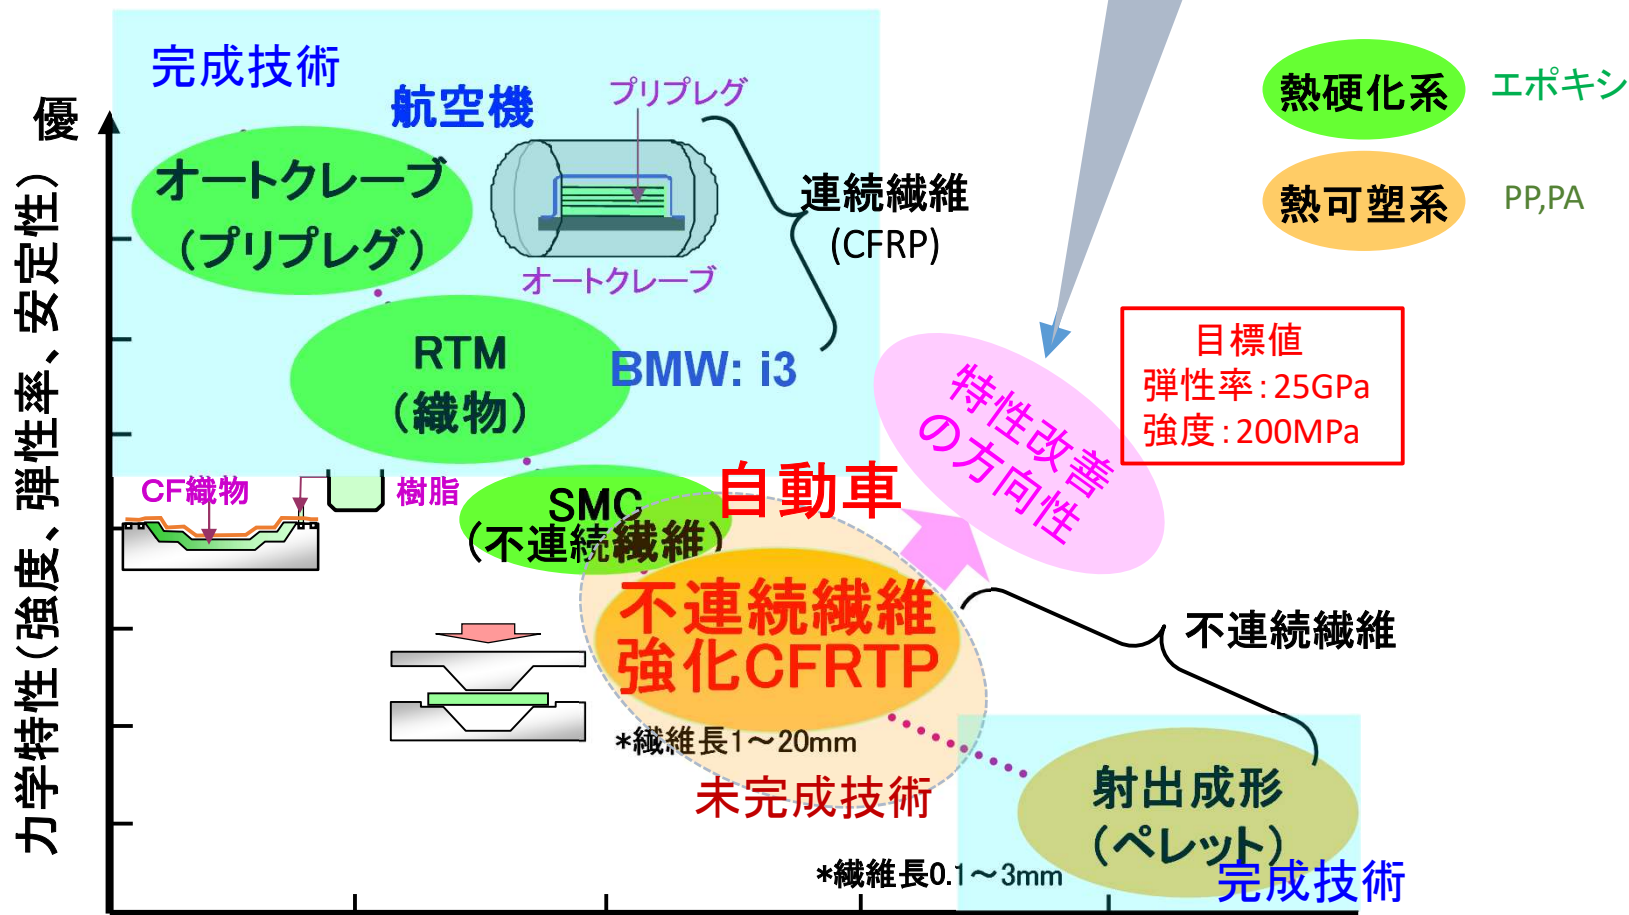 完成技術
航空機
プリプレグ
熱硬化系
エポキシ
優
オートクレーブ
(プリプレグ)
連続繊維
(CFRP)
熱可塑系
PP,PA
オートクレーブ
力学特性(強度、弾性率、安定性)
RTM
(織物)
BMW: i3
目標値
弾性率:25GPa
強度:200MPa
特性改善
の方向性
CF織物
樹脂
自動車
SMC
(不連続繊維)
不連続繊維
強化CFRTP
不連続繊維
*繊維長1~20mm
未完成技術
射出成形
(ペレット)
*繊維長0.1~3mm
完成技術